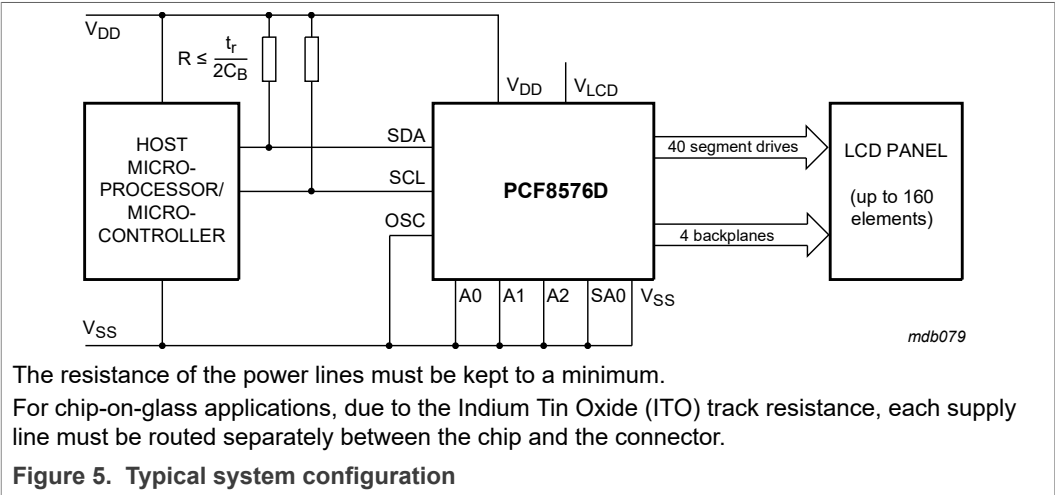 VDD
R ≤ tr
2CB
VDD
VLCD
HOST
MICRO-
PROCESSOR/
MICRO-
CONTROLLER
SDA
SCL
OSC
PCF8576D
40 segment drives
4 backplanes
LCD PANEL
(up to 160
elements)
A0 A1 A2 SA0 VSS
VSS
mdb079
The resistance of the power lines must be kept to a minimum.
For chip-on-glass applications, due to the Indium Tin Oxide (ITO) track resistance, each supply
line must be routed separately between the chip and the connector.
Figure 5. Typical system configuration